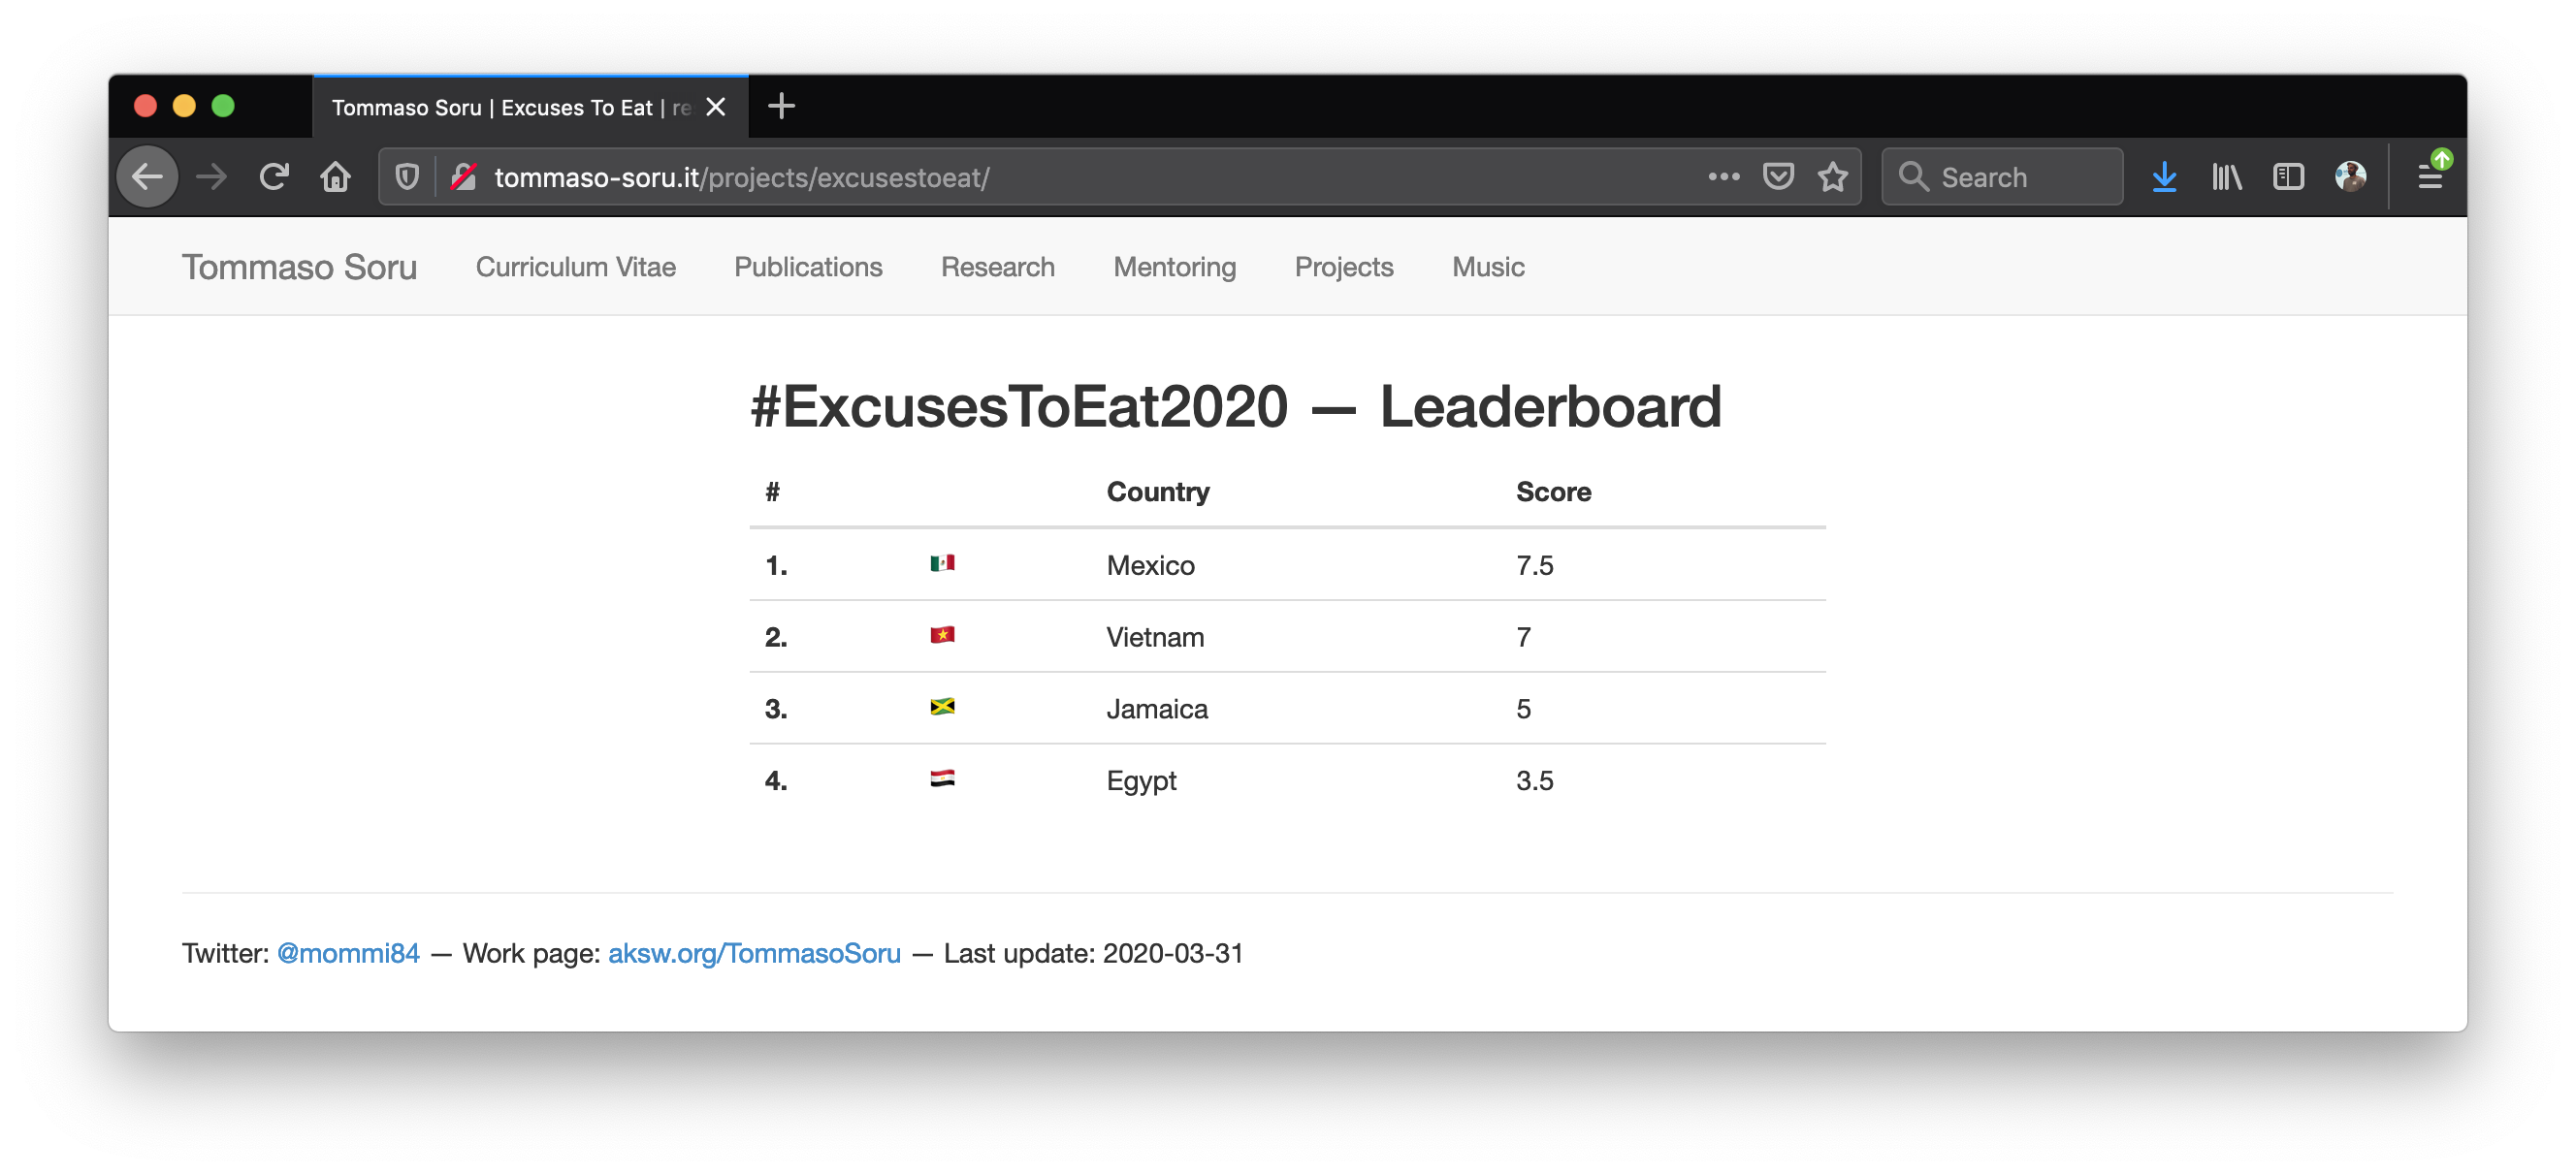 Tommaso Soru | Excuses To Eat | re
tommaso-soru.it/projects/excusestoeat/
Search
Tommaso Soru Curriculum Vitae Publications Research Mentoring Projects Music
#ExcusesToEat2020 — Leaderboard
# Country Score
1. Mexico 7.5
2. Vietnam 7
3. Jamaica 5
4. Egypt 3.5
Twitter: @mommi84 — Work page: aksw.org/TommasoSoru — Last update: 2020-03-31